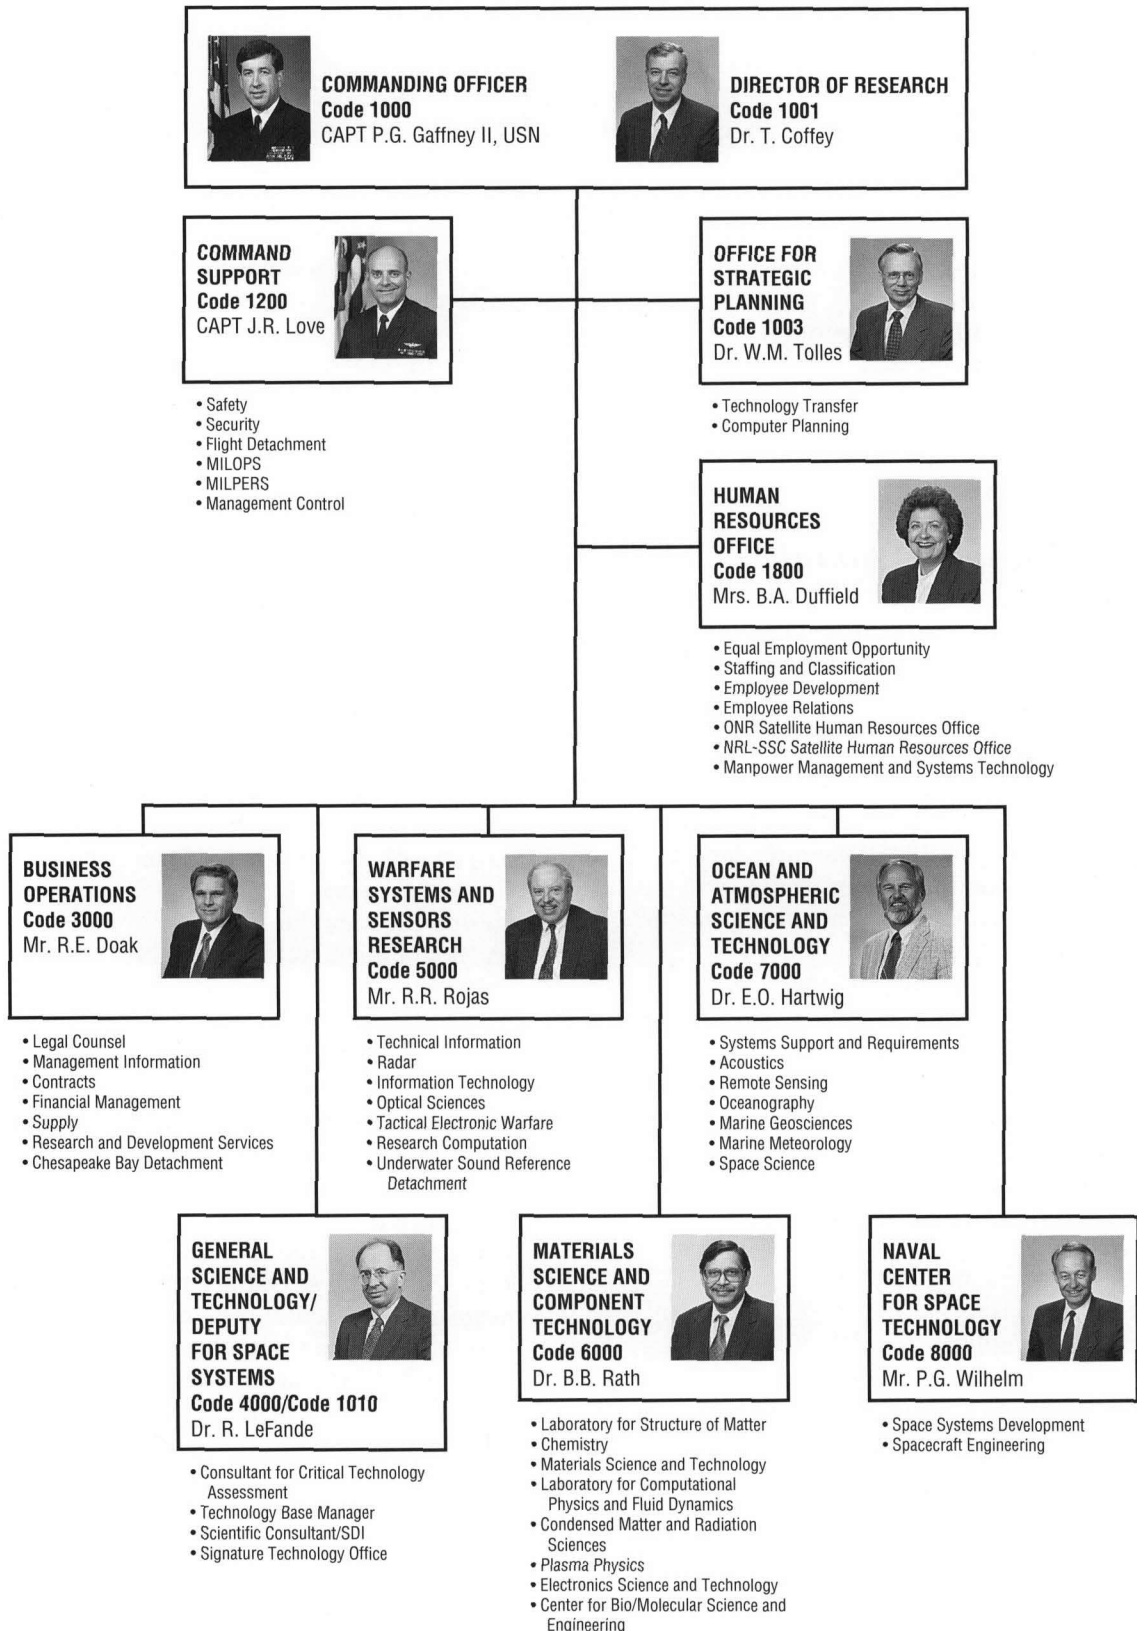 COMMANDING OFFICER
Code 1000
CAPT P.G. Gaffney II, USN
DIRECTOR OF RESEARCH
Code 1001
Dr. T. Coffey
COMMAND
SUPPORT
Code 1200
CAPT J.R. Love
• Safety
• Security
• Flight Detachment
• MILOPS
• MILPERS
• Management Control
OFFICE FOR
STRATEGIC
PLANNING
Code 1003
Dr. W.M. Tolles
• Technology Transfer
• Computer Planning
HUMAN
RESOURCES
OFFICE
Code 1800
Mrs. B.A. Duffield
• Equal Employment Opportunity
• Staffing and Classification
• Employee Development
• Employee Relations
• ONR Satellite Human Resources Office
• NRL-SSC Satellite Human Resources Office
• Manpower Management and Systems Technology
BUSINESS
OPERATIONS
Code 3000
Mr. R.E. Doak
• Legal Counsel
• Management Information
• Contracts
• Financial Management
• Supply
• Research and Development Services
• Chesapeake Bay Detachment
WARFARE
SYSTEMS AND
SENSORS
RESEARCH
Code 5000
Mr. R.R. Rojas
• Technical Information
• Radar
• Information Technology
• Optical Sciences
• Tactical Electronic Warfare
• Research Computation
• Underwater Sound Reference
Detachment
OCEAN AND
ATMOSPHERIC
SCIENCE AND
TECHNOLOGY
Code 7000
Dr. E.O. Hartwig
• Systems Support and Requirements
• Acoustics
• Remote Sensing
• Oceanography
• Marine Geosciences
• Marine Meteorology
• Space Science
GENERAL
SCIENCE AND
TECHNOLOGY/
DEPUTY
FOR SPACE
SYSTEMS
Code 4000/Code 1010
Dr. R. LeFande
• Consultant for Critical Technology
Assessment
• Technology Base Manager
• Scientific Consultant/SDI
• Signature Technology Office
MATERIALS
SCIENCE AND
COMPONENT
TECHNOLOGY
Code 6000
Dr. B.B. Rath
• Laboratory for Structure of Matter
• Chemistry
• Materials Science and Technology
• Laboratory for Computational
Physics and Fluid Dynamics
• Condensed Matter and Radiation
Sciences
• Plasma Physics
• Electronics Science and Technology
• Center for Bio/Molecular Science and
Engineering
NAVAL
CENTER
FOR SPACE
TECHNOLOGY
Code 8000
Mr. P.G. Wilhelm
• Space Systems Development
• Spacecraft Engineering